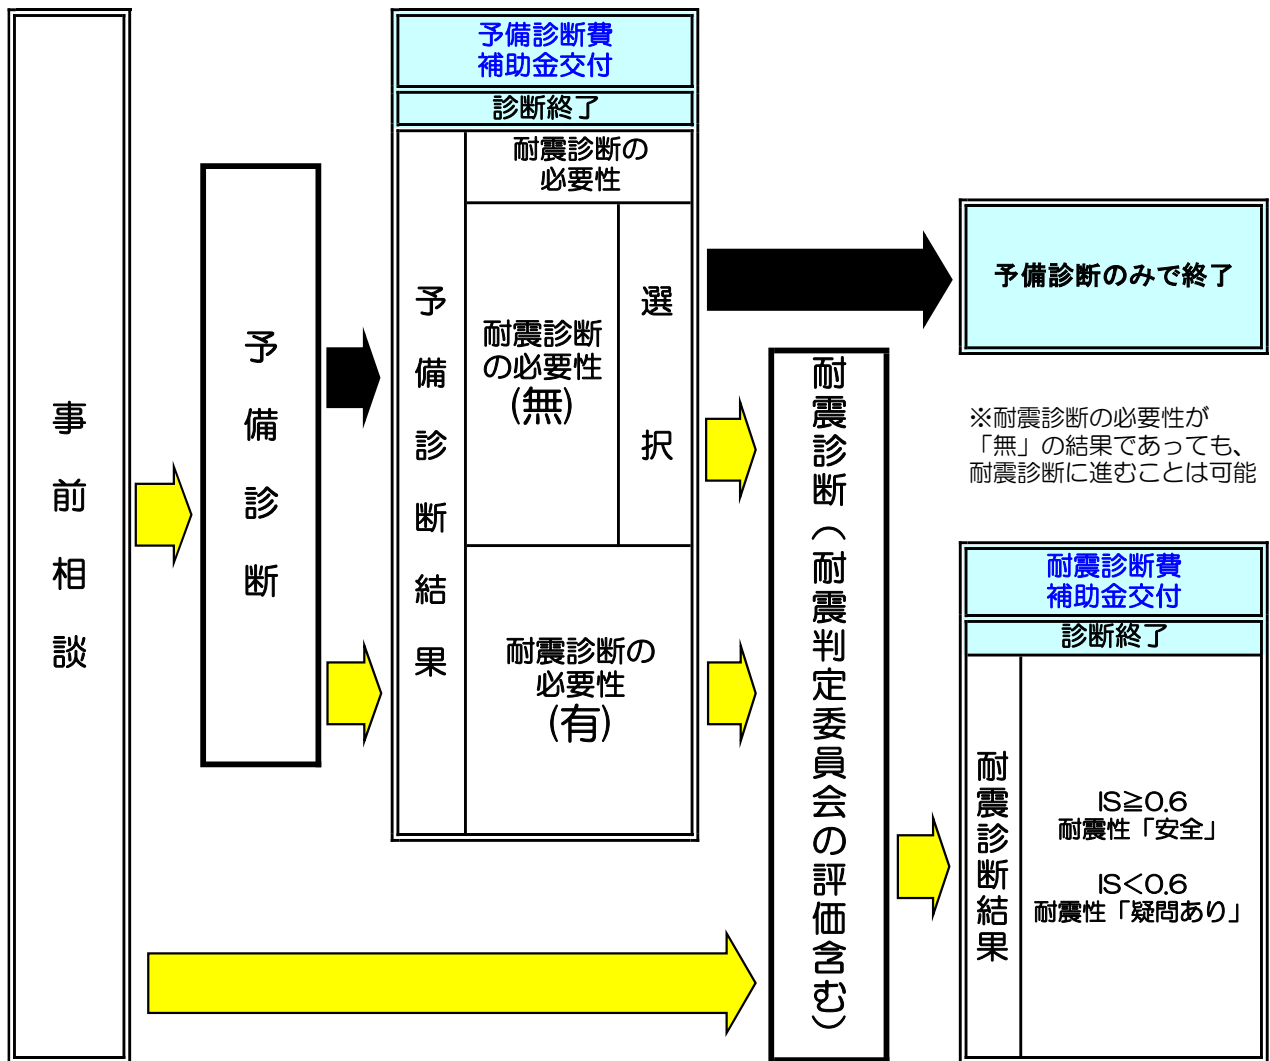 事前相談
予備診断
予備診断費
補助金交付
診断終了
予備診断結果
耐震診断の
必要性
耐震診断
の必要性
(無)
選択
耐震診断の
必要性
(有)
耐震診断(耐震判定委員会の評価含む)
予備診断のみで終了
※耐震診断の必要性が
「無」の結果であっても、
耐震診断に進むことは可能
耐震診断費
補助金交付
診断終了
耐震診断結果
IS≧0.6
耐震性「安全」
IS<0.6
耐震性「疑問あり」